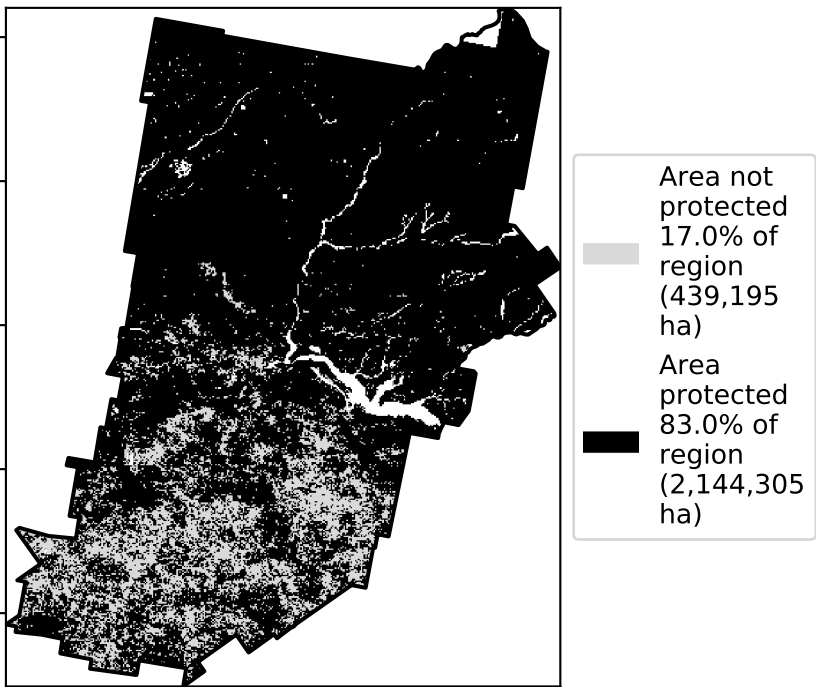 Area not
protected
17.0% of
region
(439,195
ha)
Area
protected
83.0% of
region
(2,144,305
ha)